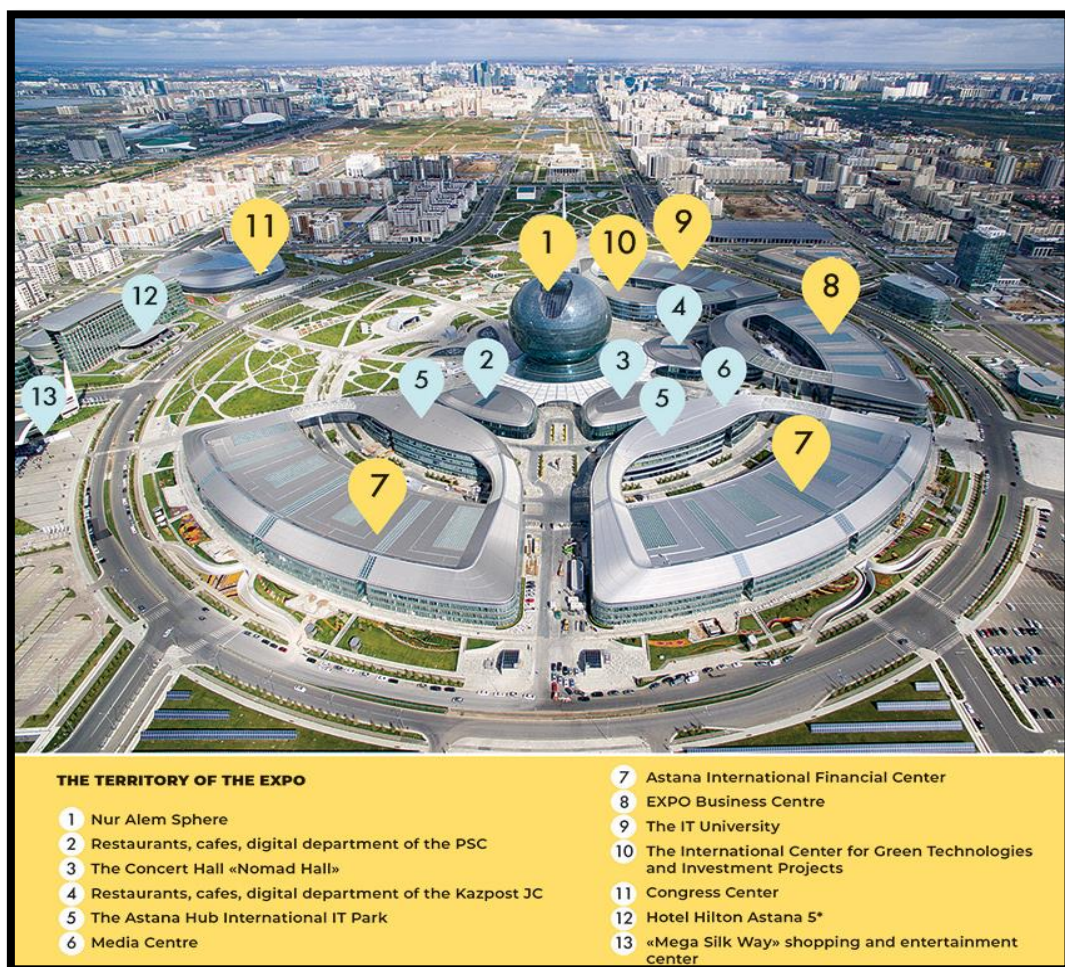 11
1
10
9
8
12
4
2
3
6
5
5
13
7
7
THE TERRITORY OF THE EXPO
1 Nur Alem Sphere
2 Restaurants, cafes, digital department of the PSC
3 The Concert Hall «Nomad Hall»
4 Restaurants, cafes, digital department of the Kazpost JC
5 The Astana Hub International IT Park
6 Media Centre
7 Astana International Financial Center
8 EXPO Business Centre
9 The IT University
10 The International Center for Green Technologies
and Investment Projects
11 Congress Center
12 Hotel Hilton Astana 5*
13 «Mega Silk Way» shopping and entertainment
center